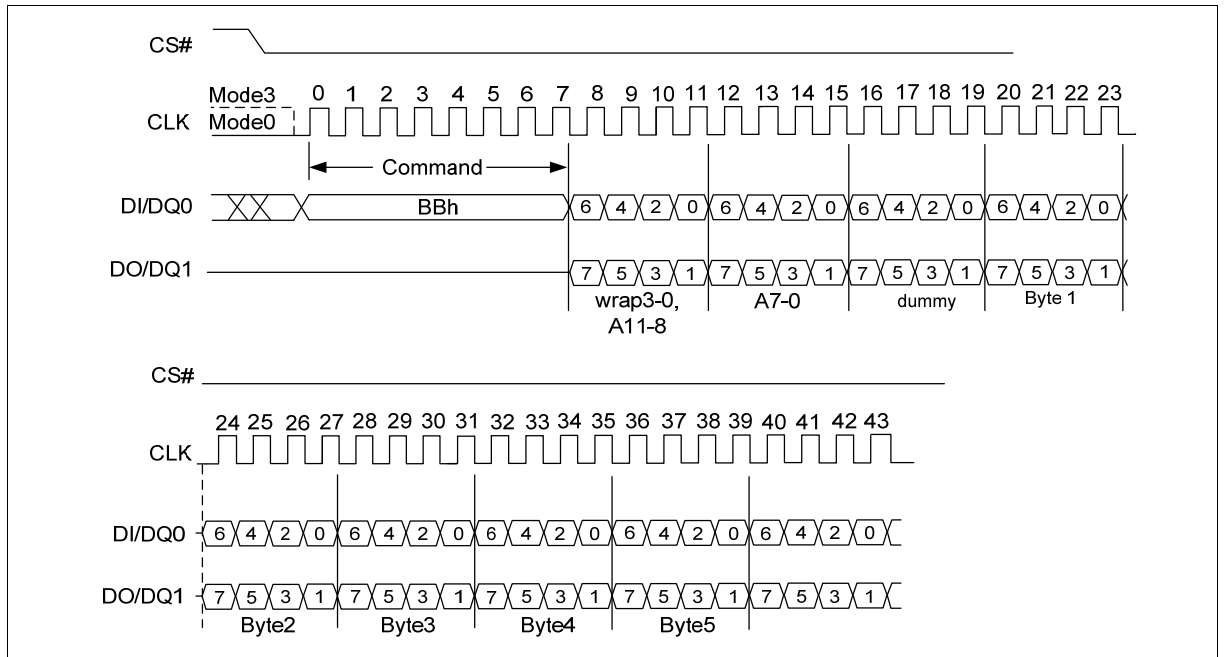 CS#
Mode3 0 1 2 3 4 5 6 7 8 9 10 11 12 13 14 15 16 17 18 19 20 21 22 23
CLK Mode0
Command
DI/DQ0 BBh 6 4 2 0 6 4 2 0 6 4 2 0 6 4 2 0
DO/DQ1 7 5 3 1 7 5 3 1 7 5 3 1 7 5 3 1
wrap3-0, A7-0 dummy Byte 1
A11-8
CS#
24 25 26 27 28 29 30 31 32 33 34 35 36 37 38 39 40 41 42 43
CLK
DI/DQ0 6 4 2 0 6 4 2 0 6 4 2 0 6 4 2 0 6 4 2 0
DO/DQ1 7 5 3 1 7 5 3 1 7 5 3 1 7 5 3 1 7 5 3 1
Byte2 Byte3 Byte4 Byte5